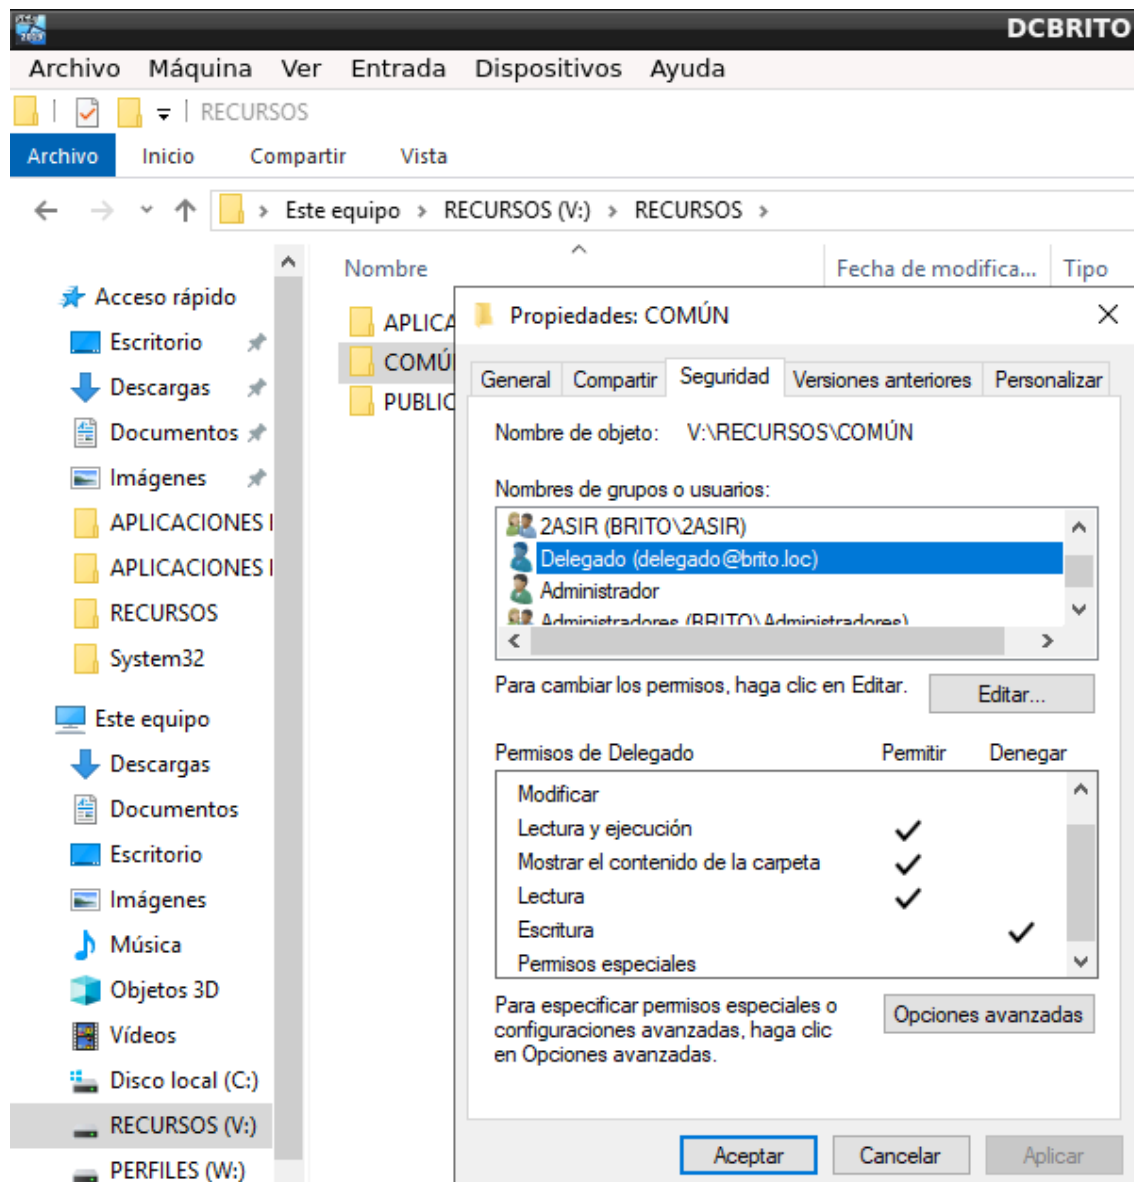 DCBRITO
Archivo Máquina Ver Entrada Dispositivos Ayuda
RECURSOS
Archivo Inicio Compartir Vista
Este equipo > RECURSOS (V:) > RECURSOS >
Nombre Fecha de modifica... Tipo
Acceso rápido
Escritorio
Descargas
Documentos
Imágenes
APLICACIONES I
APLICACIONES I
RECURSOS
System32
Este equipo
Descargas
Documentos
Escritorio
Imágenes
Música
Objetos 3D
Vídeos
Disco local (C:)
RECURSOS (V:)
PERFILES (W:)
APLICA
COMÚN
PUBLIC
Propiedades: COMÚN
General Compartir Seguridad Versiones anteriores Personalizar
Nombre de objeto: V:\RECURSOS\COMÚN
Nombres de grupos o usuarios:
2ASIR (BRITO\2ASIR)
Delegado (delegado@brito.loc)
Administrador
Administradores (BRITO\Administradores)
Para cambiar los permisos, haga clic en Editar.
Editar...
Permisos de Delegado Permitir Denegar
Modificar
Lectura y ejecución
Mostrar el contenido de la carpeta
Lectura
Escritura
Permisos especiales
Para especificar permisos especiales o
configuraciones avanzadas, haga clic
en Opciones avanzadas.
Opciones avanzadas
Aceptar Cancelar Aplicar